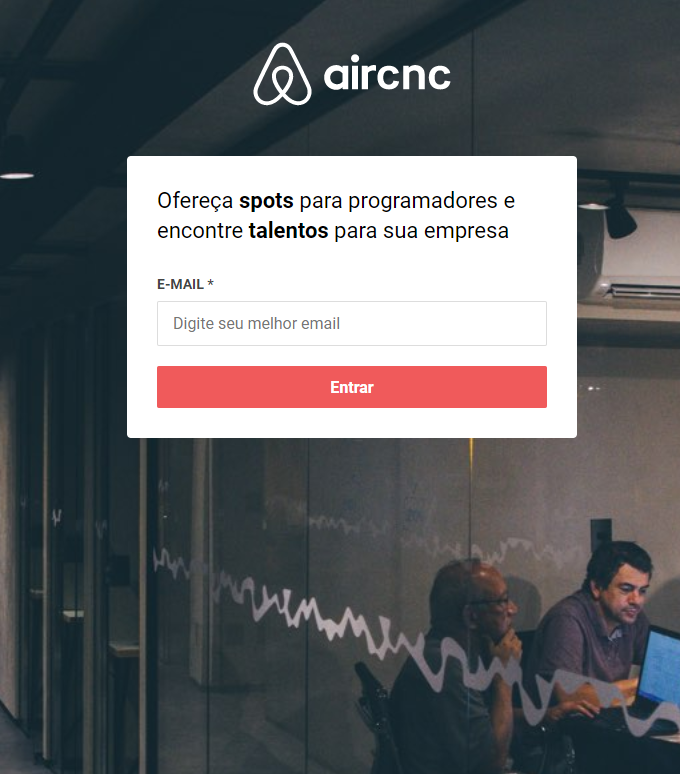 aircnc
Ofereça spots para programadores e
encontre talentos para sua empresa
E-MAIL *
Digite seu melhor email
Entrar